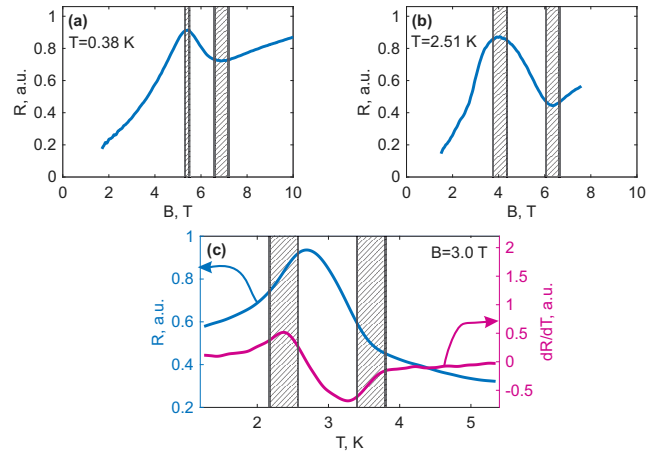 (a)
T=0.38 K
R, a.u.
1
0.8
0.6
0.4
0.2
0
0 2 4 6 8 10
B, T
(b)
T=2.51 K
R, a.u.
1
0.8
0.6
0.4
0.2
0
0 2 4 6 8 10
B, T
(c)
B=3.0 T
R, a.u.
1
0.8
0.6
0.4
0.2
2 3 4 5
T, K
2
1.5
1
0.5
0
-0.5
dR/dT, a.u.